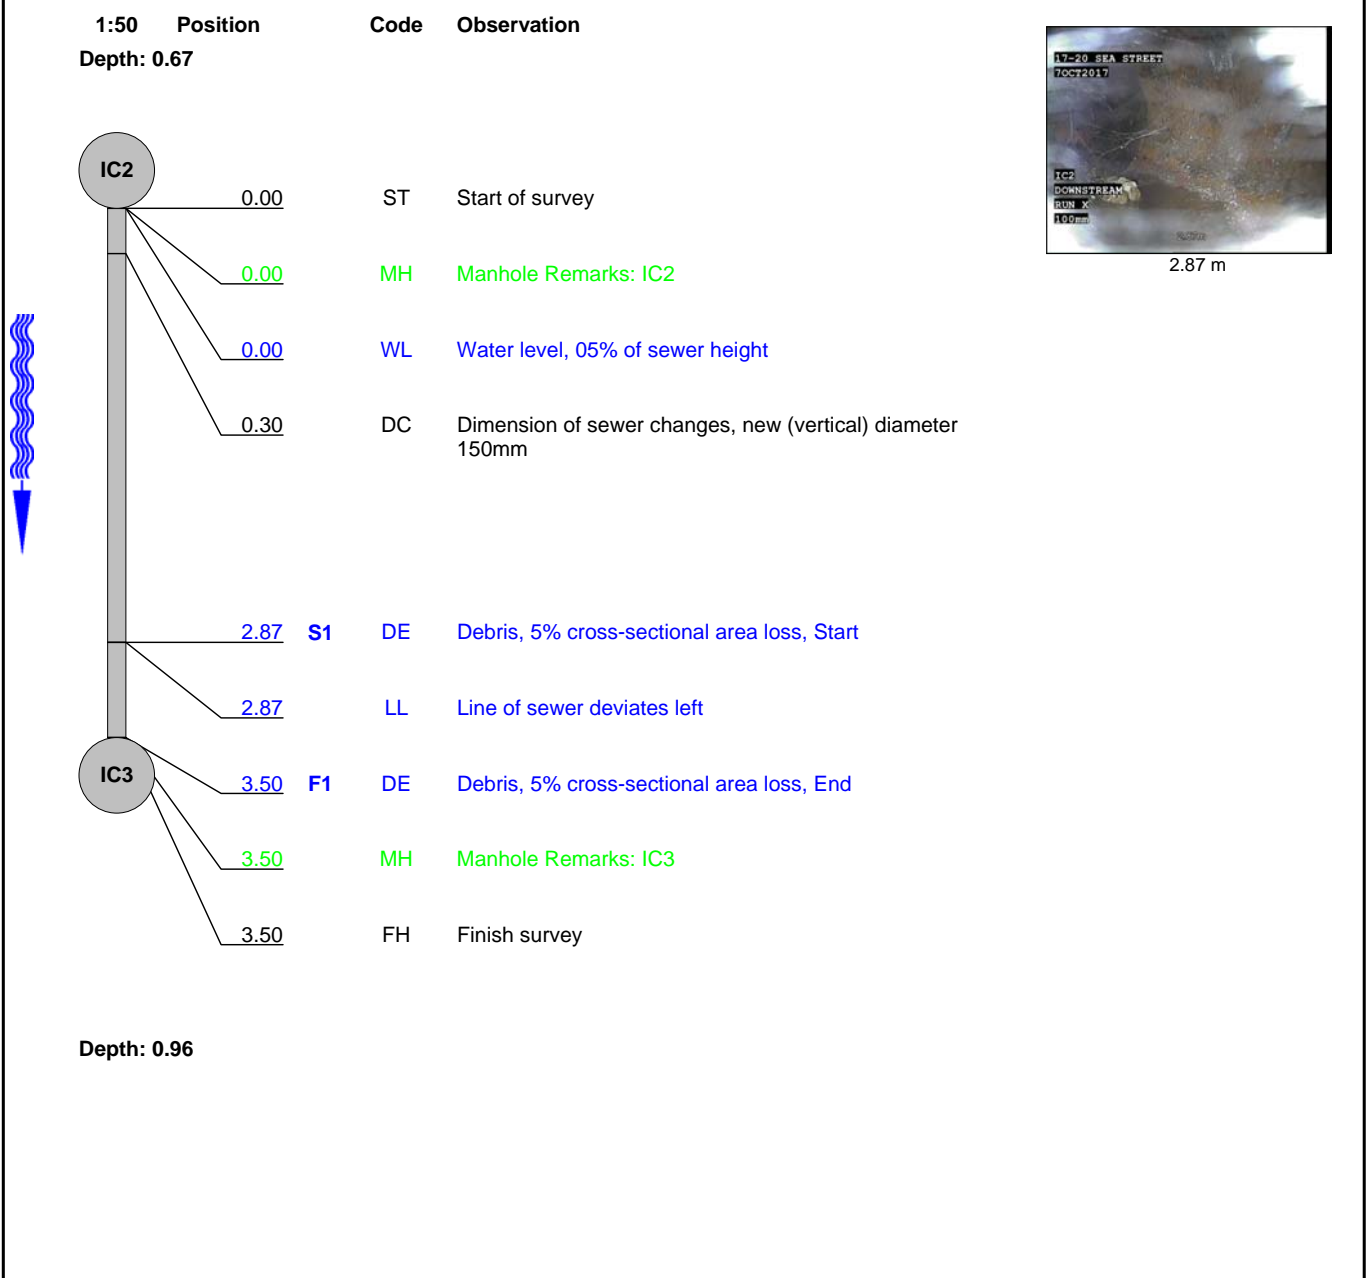 1:50 Position Code Observation
Depth: 0.67
17-20 SEA STREET
7OCT2017
IC2
DOWNSTREAM
RUN X
100mm
2.87m
2.87 m
IC2
0.00 ST Start of survey
0.00 MH Manhole Remarks: IC2
0.00 WL Water level, 05% of sewer height
0.30 DC Dimension of sewer changes, new (vertical) diameter
150mm
2.87 S1 DE Debris, 5% cross-sectional area loss, Start
2.87 LL Line of sewer deviates left
IC3
3.50 F1 DE Debris, 5% cross-sectional area loss, End
3.50 MH Manhole Remarks: IC3
3.50 FH Finish survey
Depth: 0.96